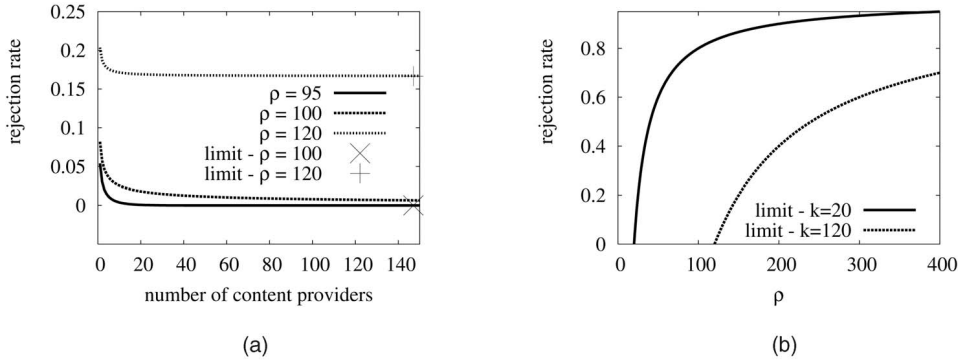 rejection rate
0.25
0.2
0.15
0.1
0.05
0
ρ = 95
ρ = 100
ρ = 120
limit - ρ = 100
limit - ρ = 120
0 20 40 60 80 100 120 140
number of content providers
(a)
rejection rate
0.8
0.6
0.4
0.2
0
limit - k=20
limit - k=120
0 100 200 300 400
ρ
(b)